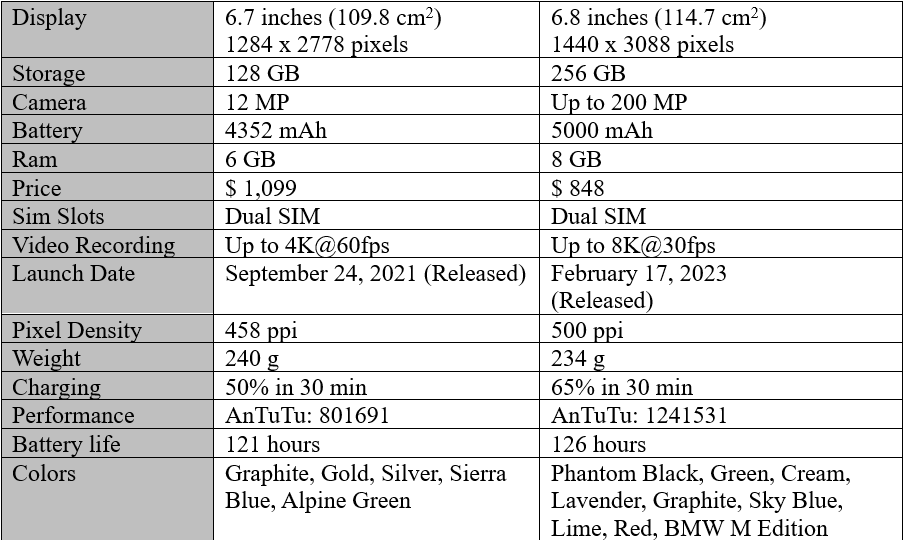 Display 6.7 inches (109.8 cm²) 6.8 inches (114.7 cm²)
1284 x 2778 pixels 1440 x 3088 pixels
Storage 128 GB 256 GB
Camera 12 MP Up to 200 MP
Battery 4352 mAh 5000 mAh
Ram 6 GB 8 GB
Price $ 1,099 $ 848
Sim Slots Dual SIM Dual SIM
Video Recording Up to 4K@60fps Up to 8K@30fps
Launch Date September 24, 2021 (Released) February 17, 2023
(Released)
Pixel Density 458 ppi 500 ppi
Weight 240 g 234 g
Charging 50% in 30 min 65% in 30 min
Performance AnTuTu: 801691 AnTuTu: 1241531
Battery life 121 hours 126 hours
Colors Graphite, Gold, Silver, Sierra Phantom Black, Green, Cream,
Blue, Alpine Green Lavender, Graphite, Sky Blue,
Lime, Red, BMW M Edition